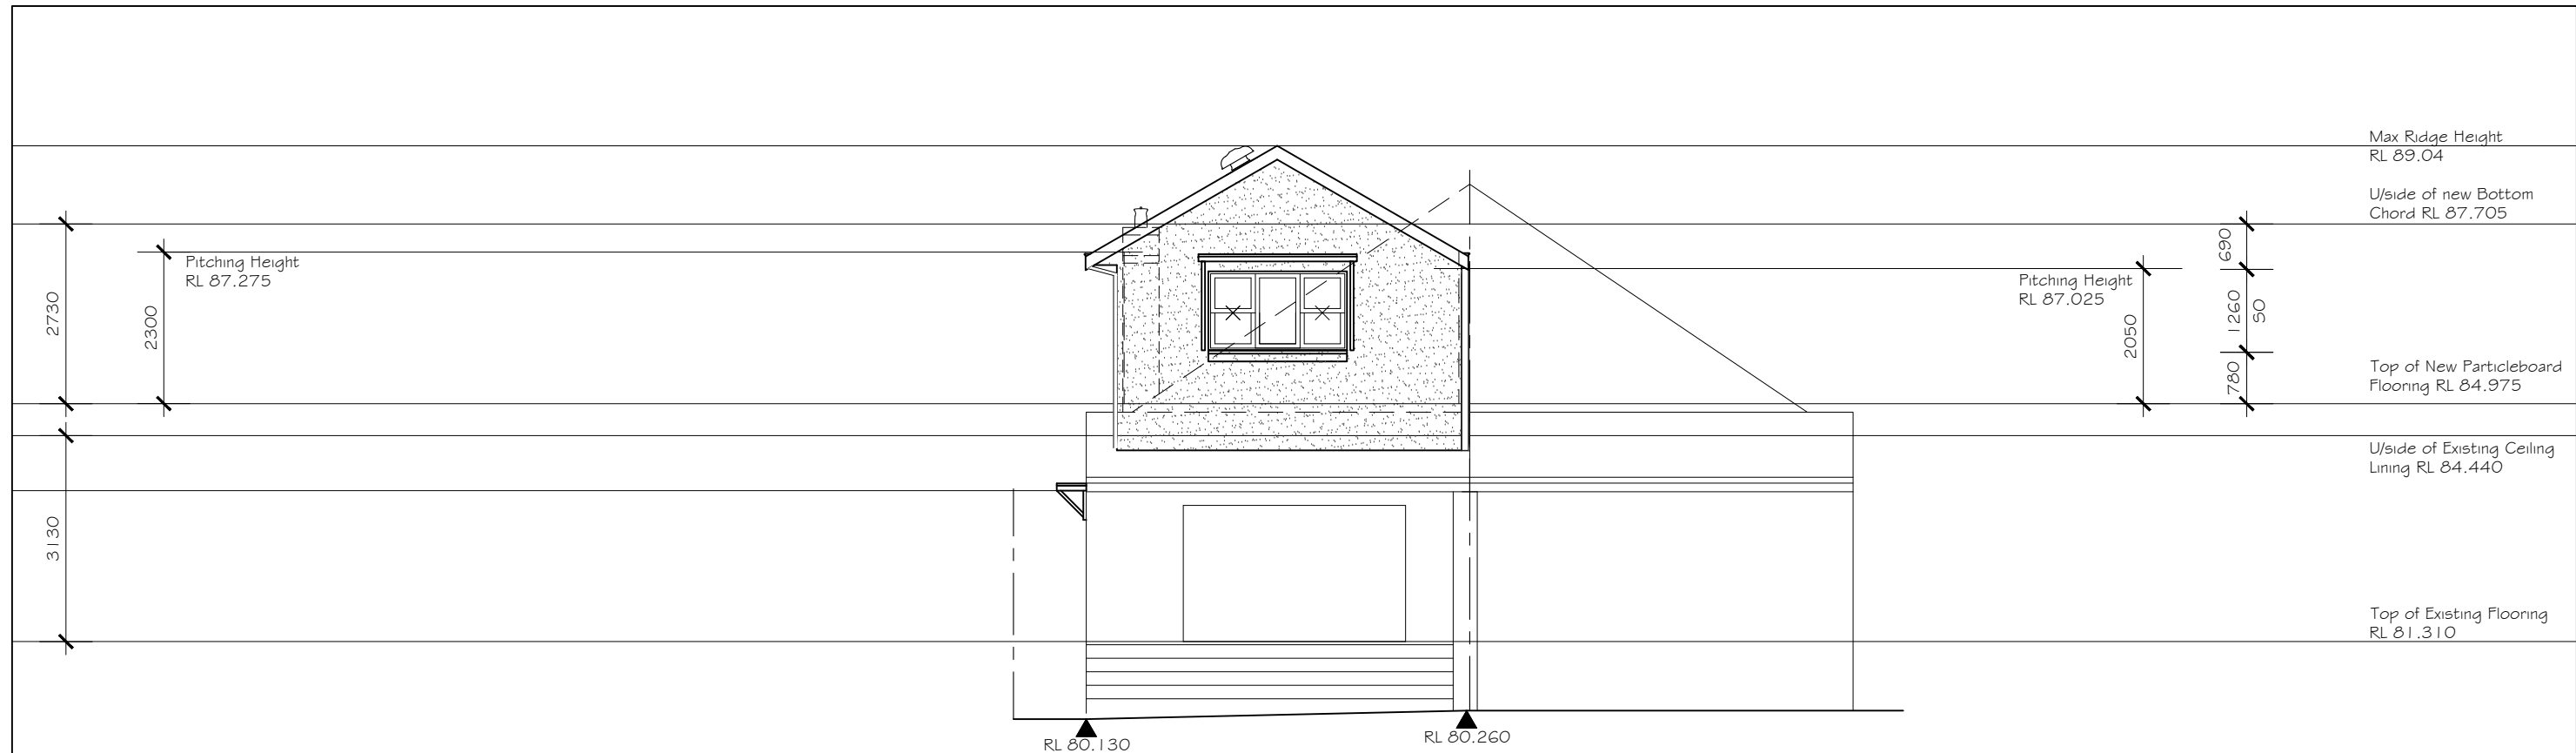 Max Ridge Height
RL 89.04
U/side of new Bottom
Chord RL 87.705
690
Pitching Height
RL 87.275
Pitching Height
RL 87.025
2730
2300
2050
1260
50
780
Top of New Particleboard
Flooring RL 84.975
U/side of Existing Ceiling
Lining RL 84.440
3130
Top of Existing Flooring
RL 81.310
RL 80.130
RL 80.260